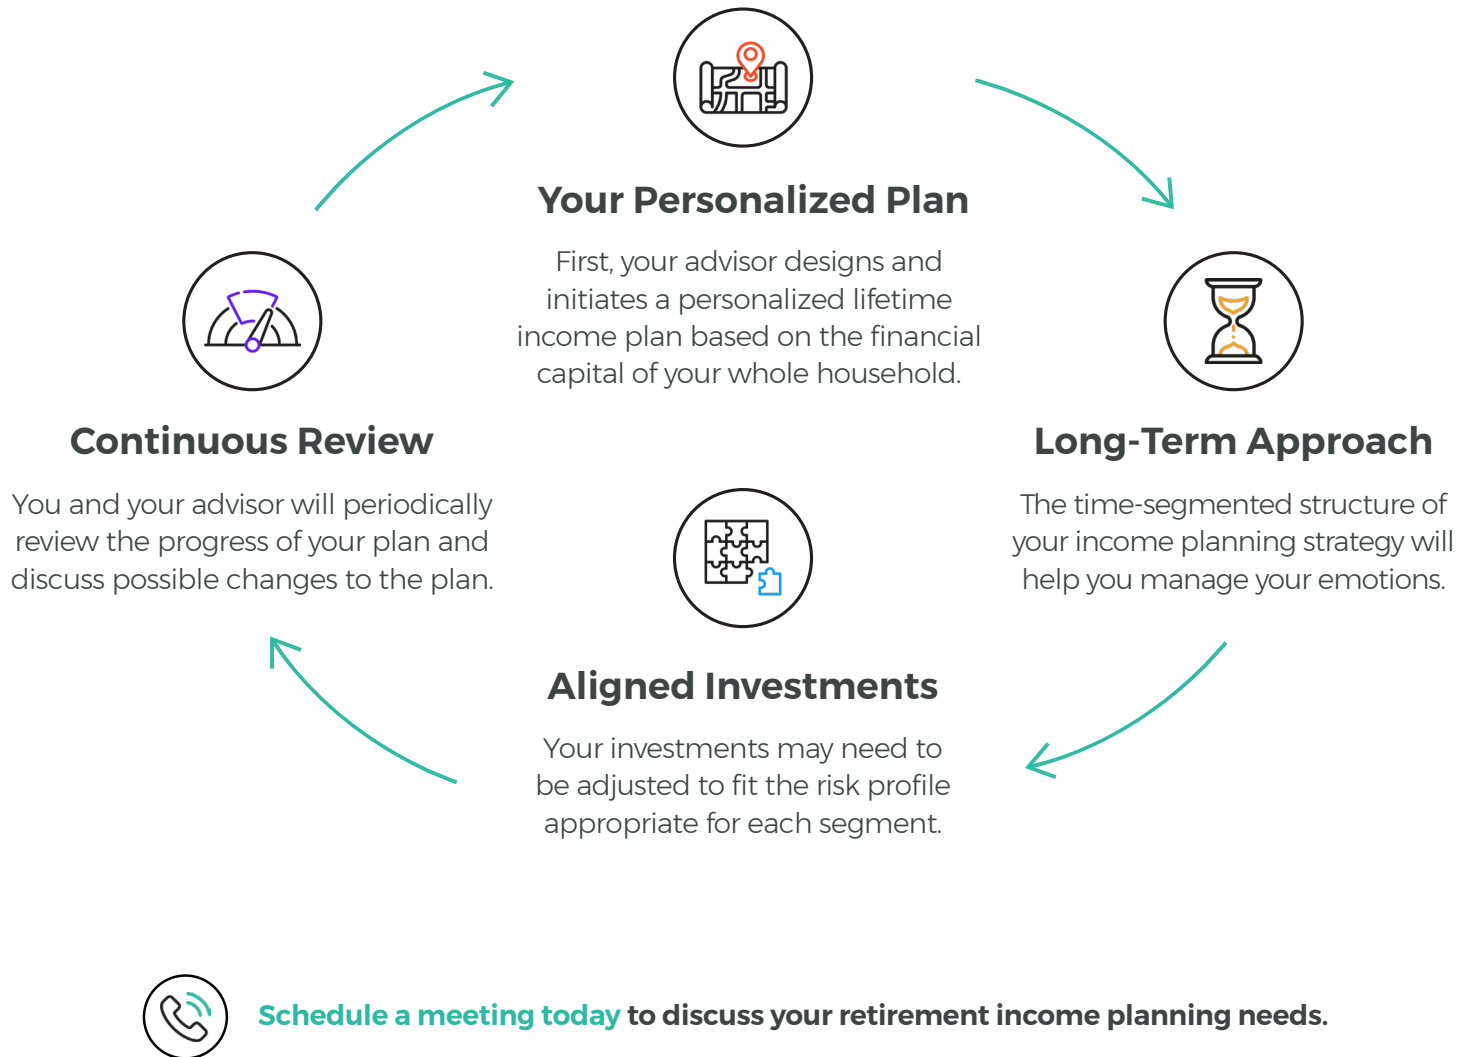 Your Personalized Plan
First, your advisor designs and
initiates a personalized lifetime
income plan based on the financial
capital of your whole household.
Long-Term Approach
The time-segmented structure of
your income planning strategy will
help you manage your emotions.
Aligned Investments
Your investments may need to
be adjusted to fit the risk profile
appropriate for each segment.
Continuous Review
You and your advisor will periodically
review the progress of your plan and
discuss possible changes to the plan.
Schedule a meeting today to discuss your retirement income planning needs.